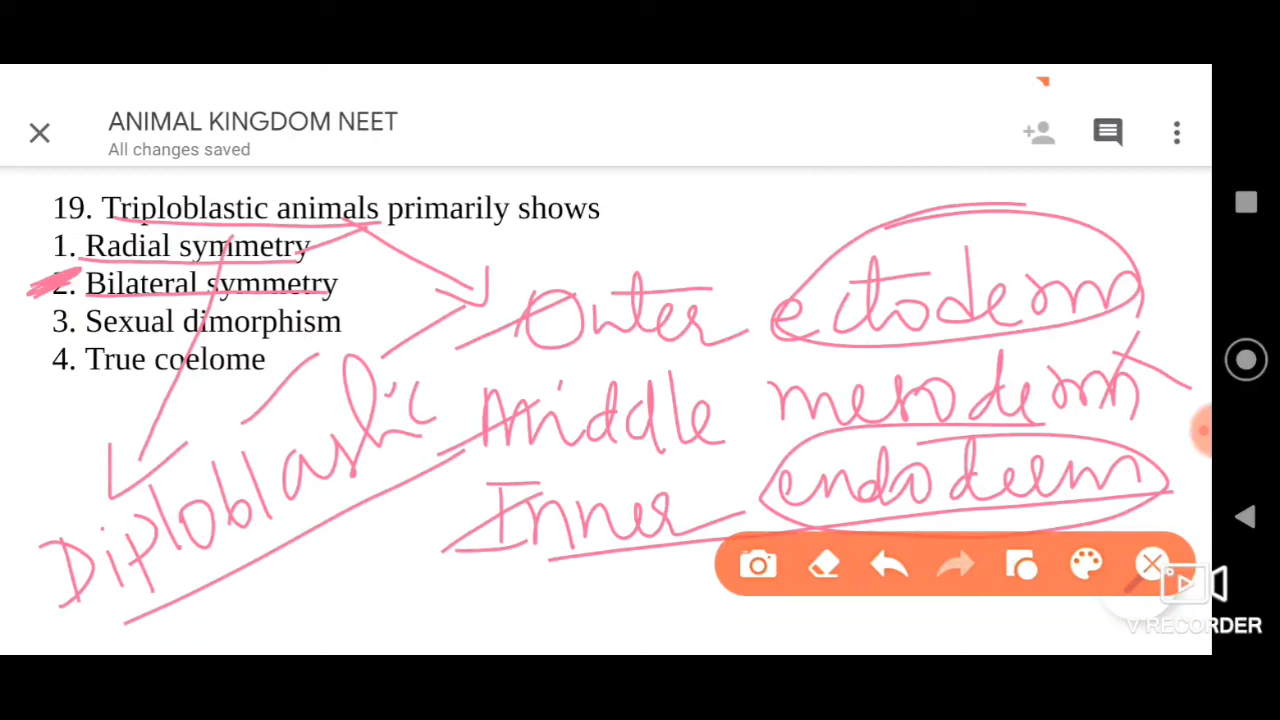 ANIMAL KINGDOM NEET
All changes saved
19. Triploblastic animals primarily shows
1. Radial symmetry
2. Bilateral symmetry
3. Sexual dimorphism
4. True coelome
Outer ectoderm
Middle mesoderm
Inner endoderm
Diploblastic
V RECORDER